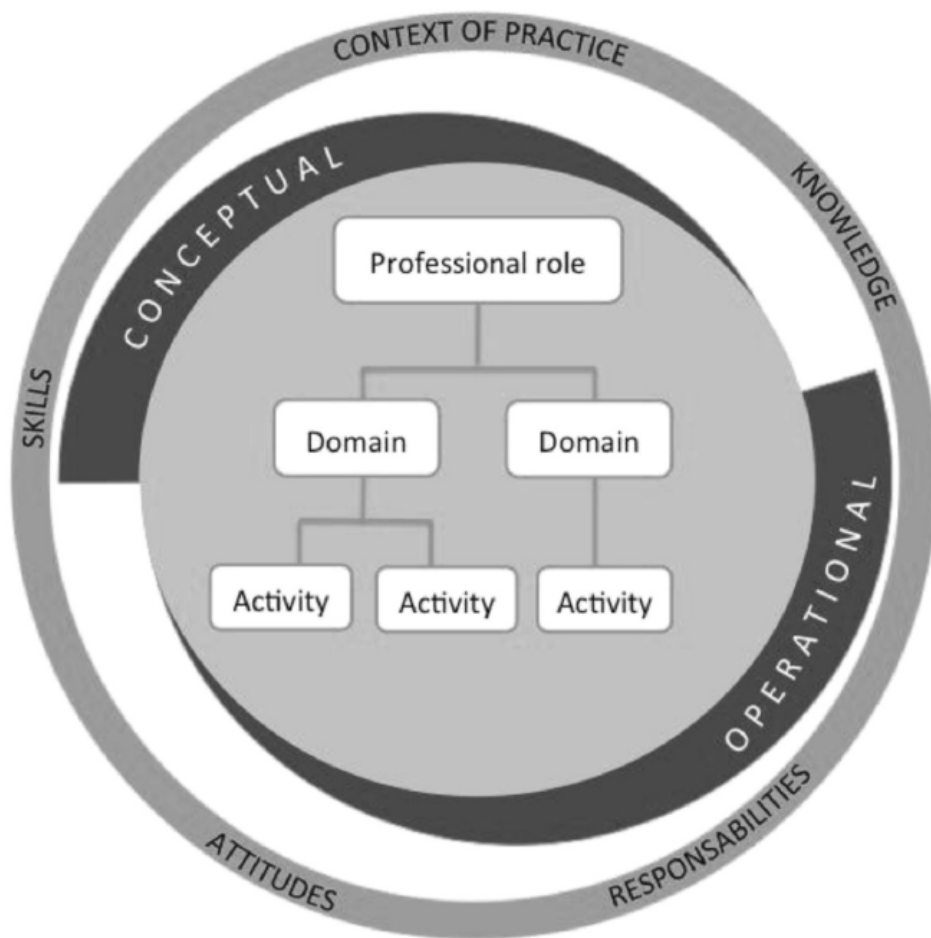 CONTEXT OF PRACTICE
KNOWLEDGE
CONCEPTUAL
Professional role
SKILLS
Domain
Domain
OPERATIONAL
Activity
Activity
Activity
RESPONSABILITIES
ATTITUDES